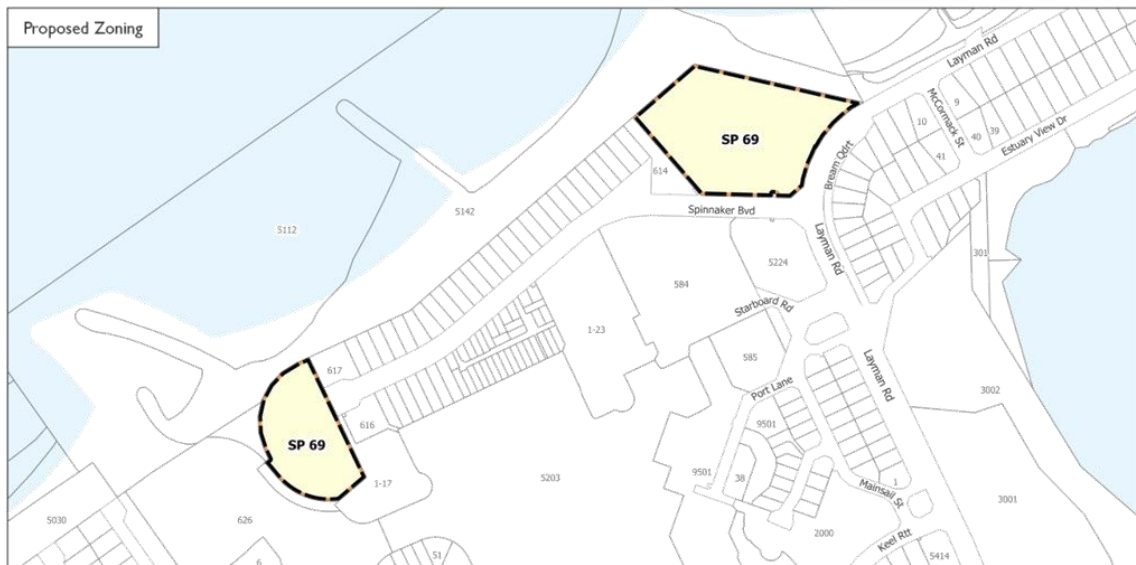 Proposed Zoning
Layman Rd
McCormack St
9
10
39
40
Estuary View Dr
41
SP 69
Bream Qdrt
614
5142
Spinnaker Bvd
5112
Layman Rd
301
5224
584
Starboard Rd
1-23
585
Layman Rd
617
3002
Port Lane
616
9501
SP 69
5203
9501
38
1-17
1
Mainsail St
5030
626
3001
2000
Keel Rtt
51
6
5414